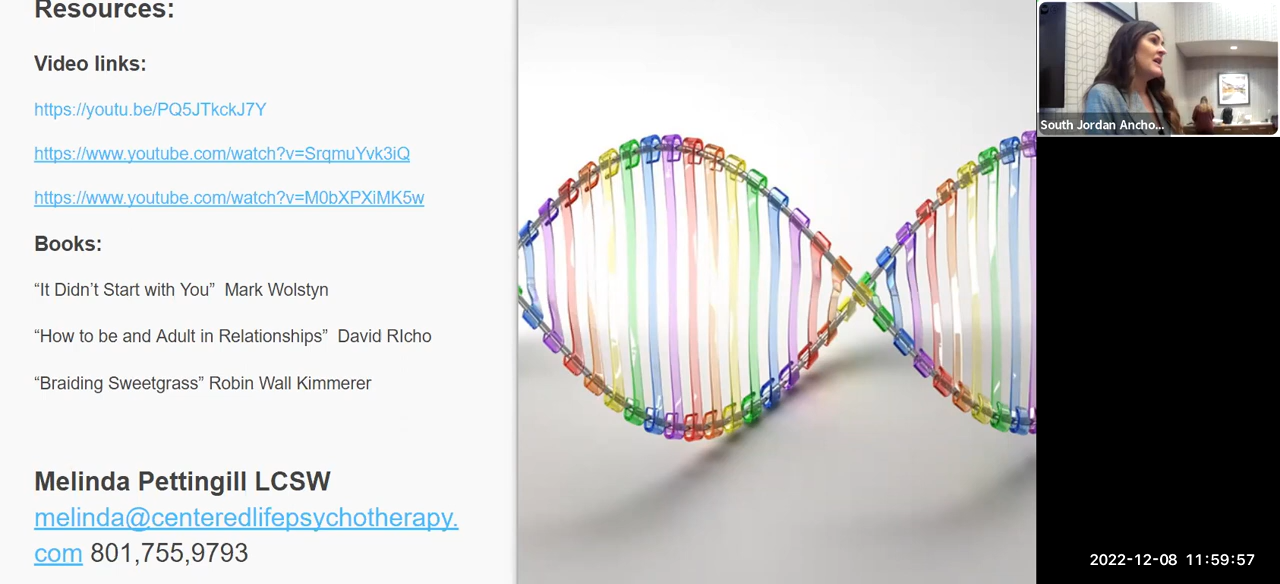 Resources:
Video links:
https://youtu.be/PQ5JTkckJ7Y
https://www.youtube.com/watch?v=SrqmuYvk3iQ
https://www.youtube.com/watch?v=M0bXPXiMK5w
Books:
“It Didn’t Start with You”  Mark Wolstyn
“How to be and Adult in Relationships”  David RIcho
“Braiding Sweetgrass” Robin Wall Kimmerer
Melinda Pettingill LCSW
melinda@centeredlifepsychotherapy.
com 801,755,9793
South Jordan Ancho...
2022-12-08 11:59:57